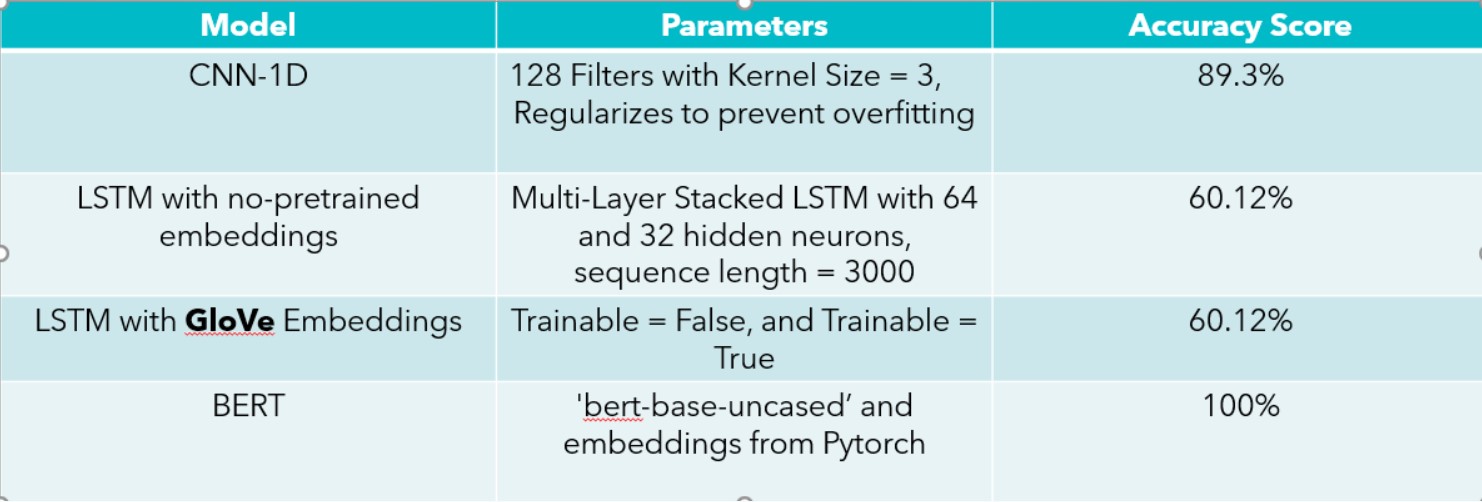 Model Parameters Accuracy Score
CNN-1D 128 Filters with Kernel Size = 3, 89.3%
Regularizes to prevent overfitting
LSTM with no-pretrained Multi-Layer Stacked LSTM with 64 60.12%
embeddings and 32 hidden neurons,
sequence length = 3000
LSTM with GloVe Embeddings Trainable = False, and Trainable = 60.12%
True
BERT 'bert-base-uncased’ and 100%
embeddings from Pytorch